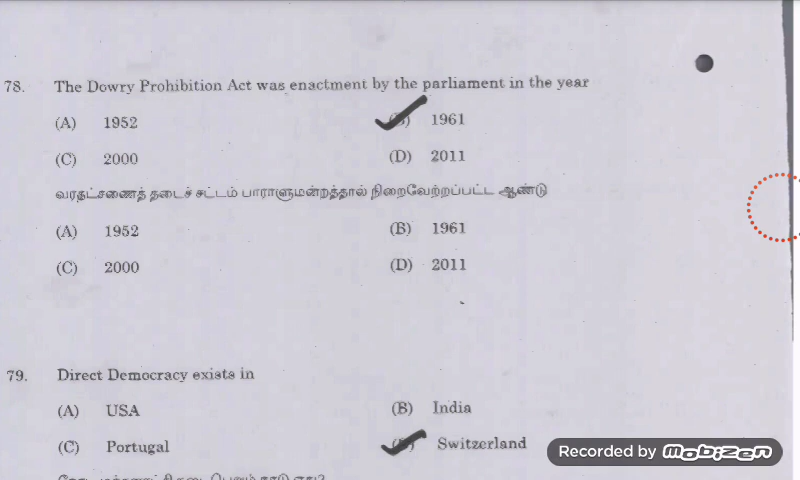 78. The Dowry Prohibition Act was enactment by the parliament in the year
(A) 1952 1961
(C) 2000 (D) 2011
வரதட்சணைத் தடைச் சட்டம் பாராளுமன்றத்தால் நிறைவேற்றப்பட்ட ஆண்டு
(A) 1952 (B) 1961
(C) 2000 (D) 2011
79. Direct Democracy exists in
(A) USA (B) India
(C) Portugal Switzerland
Recorded by mobizen